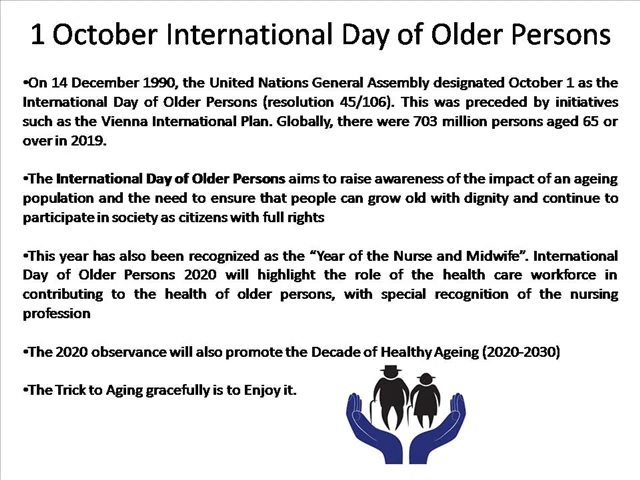 1 October International Day of Older Persons
•On 14 December 1990, the United Nations General Assembly designated October 1 as the
International Day of Older Persons (resolution 45/106). This was preceded by initiatives
such as the Vienna International Plan. Globally, there were 703 million persons aged 65 or
over in 2019.
•The International Day of Older Persons aims to raise awareness of the impact of an ageing
population and the need to ensure that people can grow old with dignity and continue to
participate in society as citizens with full rights
•This year has also been recognized as the “Year of the Nurse and Midwife”. International
Day of Older Persons 2020 will highlight the role of the health care workforce in
contributing to the health of older persons, with special recognition of the nursing
profession
•The 2020 observance will also promote the Decade of Healthy Ageing (2020-2030)
•The Trick to Aging gracefully is to Enjoy it.